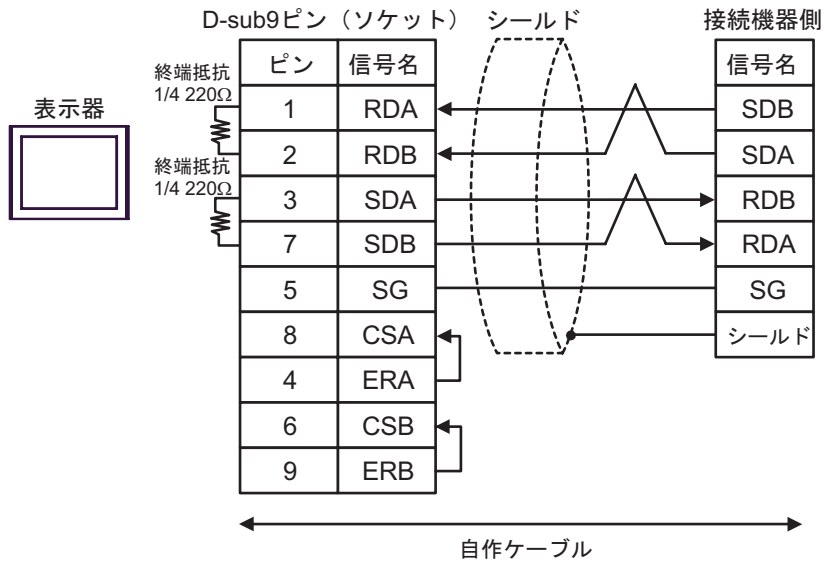 D-sub9ピン（ソケット） シールド 接続機器側
終端抵抗
1/4 220Ω
終端抵抗
1/4 220Ω
表示器
ピン 信号名
1 RDA
2 RDB
3 SDA
7 SDB
5 SG
8 CSA
4 ERA
6 CSB
9 ERB
信号名
SDB
SDA
RDB
RDA
SG
シールド
自作ケーブル